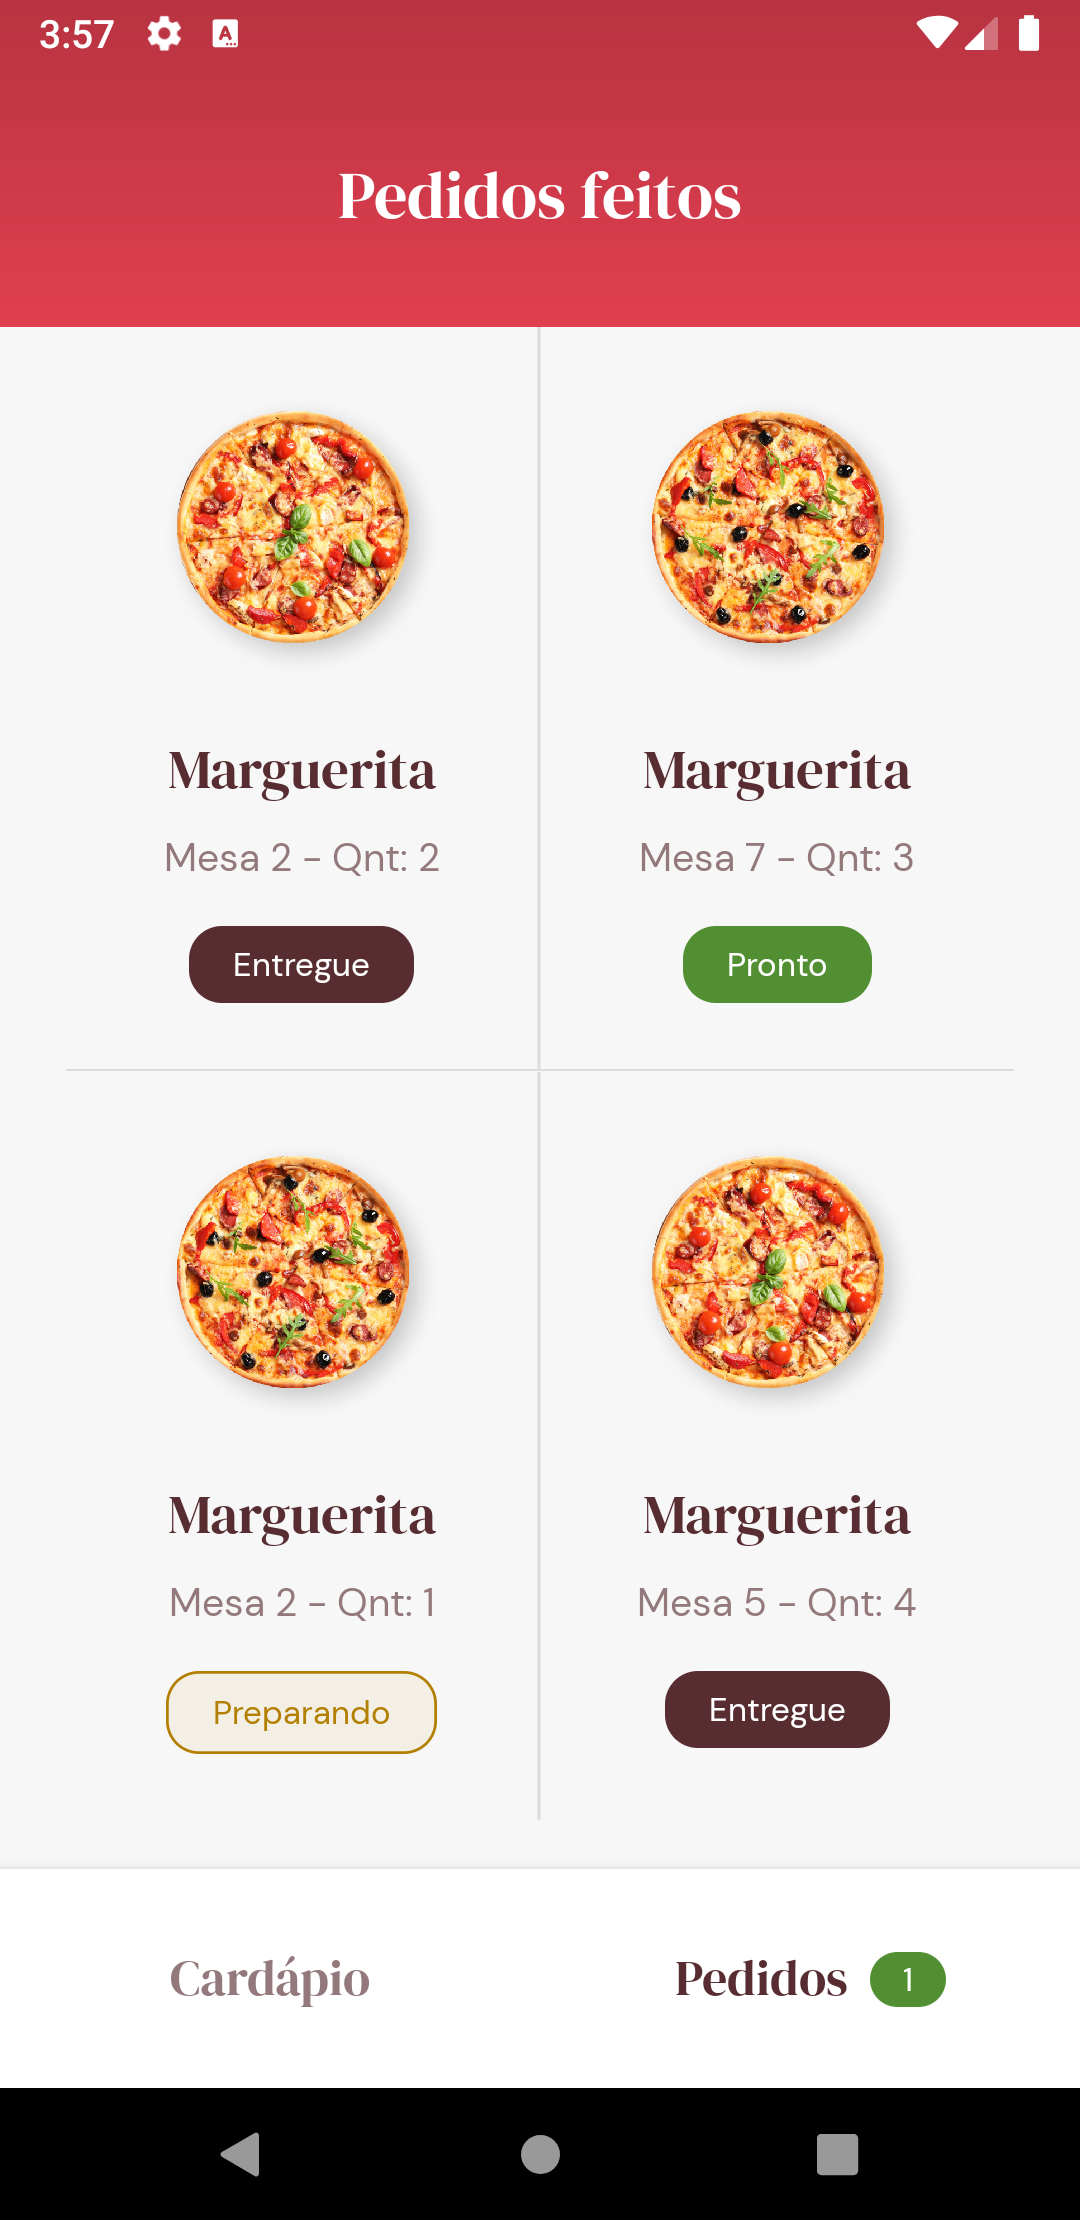 3:57
Pedidos feitos
Marguerita
Mesa 2 - Qnt: 2
Entregue
Marguerita
Mesa 7 - Qnt: 3
Pronto
Marguerita
Mesa 2 - Qnt: 1
Preparando
Marguerita
Mesa 5 - Qnt: 4
Entregue
Cardápio
Pedidos 1